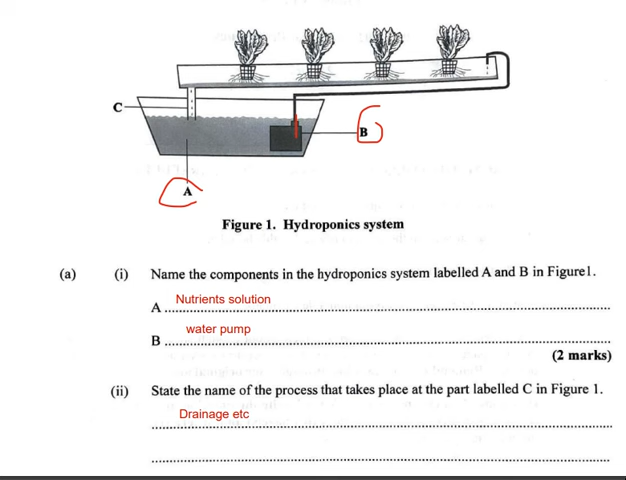 C
B
A
Figure 1. Hydroponics system
(a) (i) Name the components in the hydroponics system labelled A and B in Figure1.
A Nutrients solution
B water pump
(2 marks)
(ii) State the name of the process that takes place at the part labelled C in Figure 1.
Drainage etc